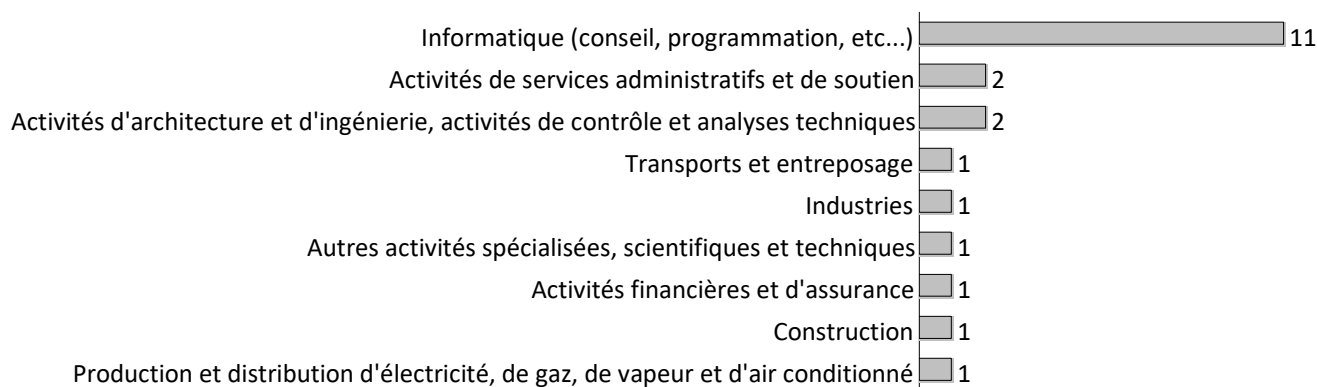 Informatique (conseil, programmation, etc...) 11
Activités de services administratifs et de soutien 2
Activités d'architecture et d'ingénierie, activités de contrôle et analyses techniques 2
Transports et entreposage 1
Industries 1
Autres activités spécialisées, scientifiques et techniques 1
Activités financières et d'assurance 1
Construction 1
Production et distribution d'électricité, de gaz, de vapeur et d'air conditionné 1